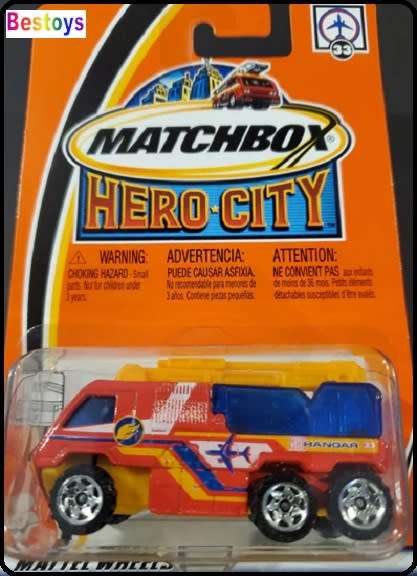 Bestoys
33
MATCHBOX®
HERO★CITY™
⚠ WARNING:
CHOKING HAZARD - Small
parts. Not for children under
3 years.
ADVERTENCIA:
PUEDE CAUSAR ASFIXIA.
No recomendable para menores de
3 años. Contiene piezas pequeñas.
ATTENTION:
NE CONVIENT PAS aux enfants
de moins de 36 mois. Petits éléments
détachables susceptibles d'être avalés.
HANGAR 33
MATTEL WHEELS